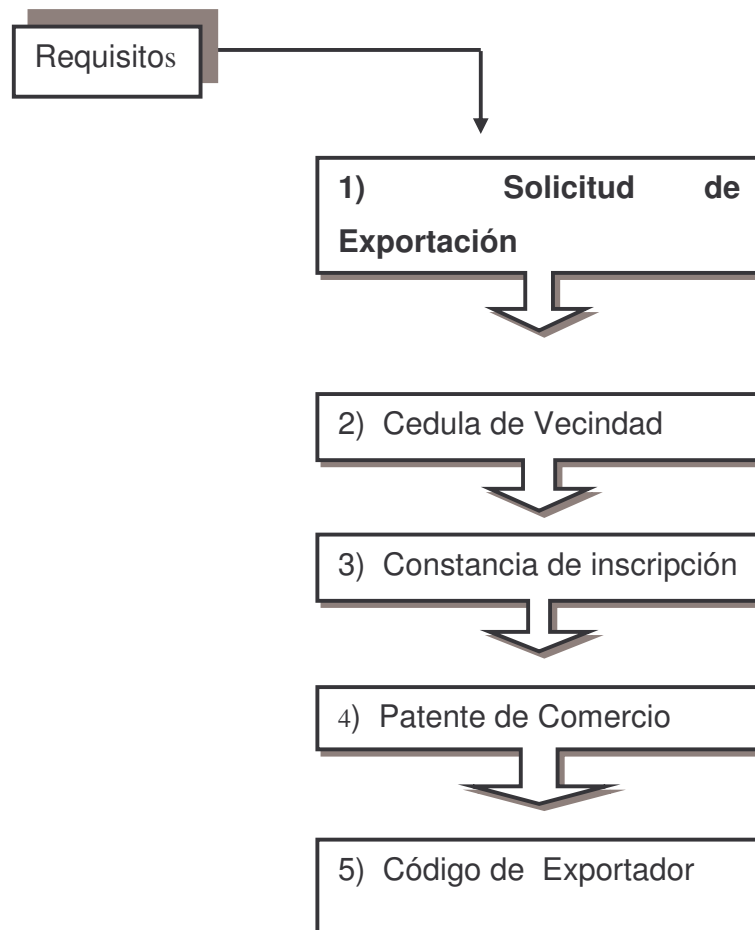 Requisitos
1) Solicitud de
Exportación
2) Cedula de Vecindad
3) Constancia de inscripción
4) Patente de Comercio
5) Código de Exportador